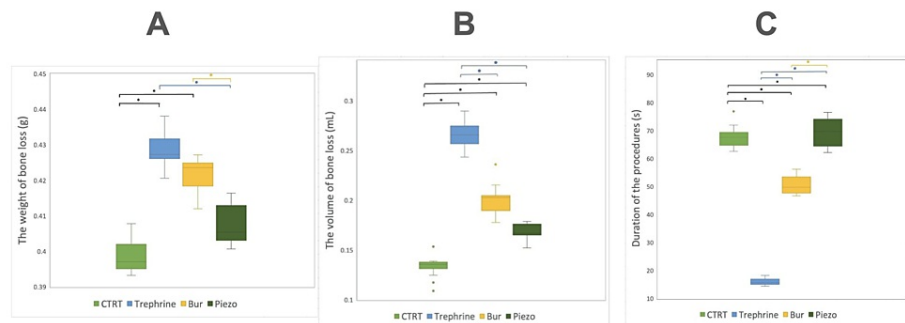 A
B
C
The weight of bone loss (g)
0.45
0.44
0.43
0.42
0.41
0.4
0.39
CTRT Trephrine Bur Piezo
The volume of bone loss (mL)
0.3
0.25
0.2
0.15
0.1
CTRT Trephrine Bur Piezo
Duration of the procedures (s)
90
80
70
60
50
40
30
20
10
CTRT Trephrine Bur Piezo